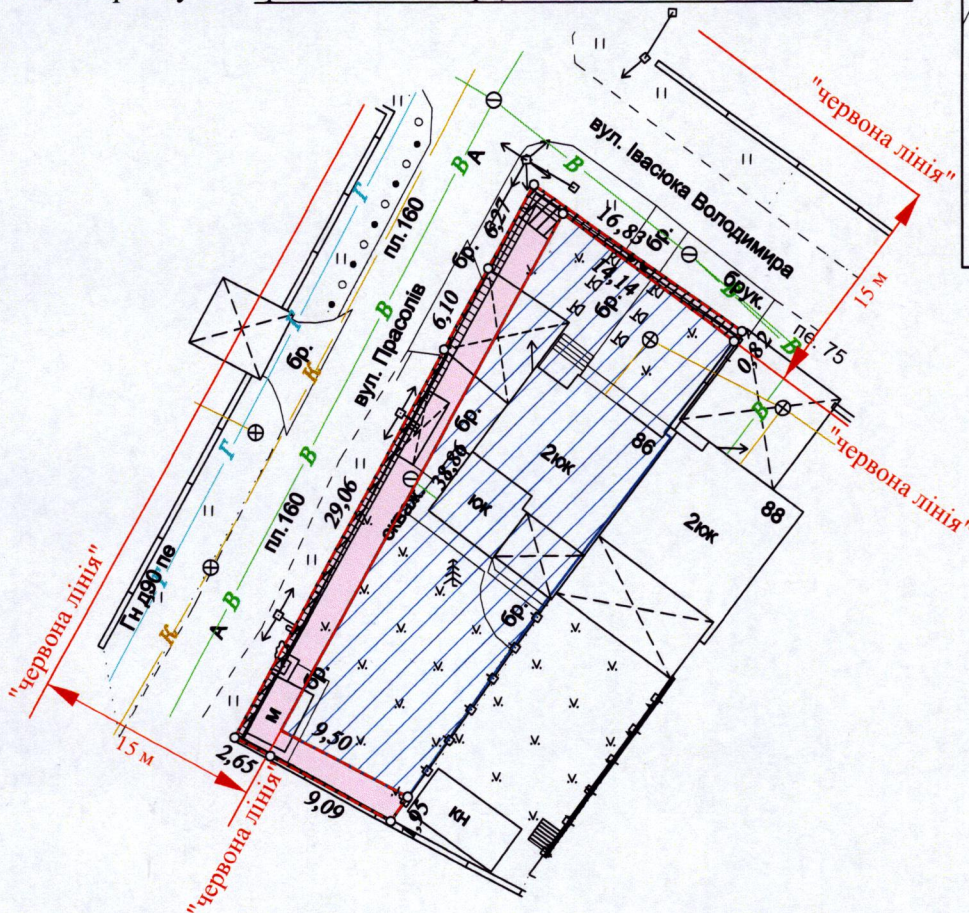 "червона лінія"
вул. Івасюка Володимира
15 м
А
В
В
Г
пл. 160
6,27
бр.
16,83
бр.
14,14
бр.
брук.
В
пе. 75
0,82
В
В
"червона лінія"
вул. Прасолів
6,10
бр.
В
бр.
Г
К
Г
86
2юк
88
2юк
38,86
юк
29,06
В
пл.160
Гн д90 пе
Г
К
А
В
"червона лінія"
15 м
бр.
бр.
М
9,50
2,65
9,09
кн
"червона лінія"